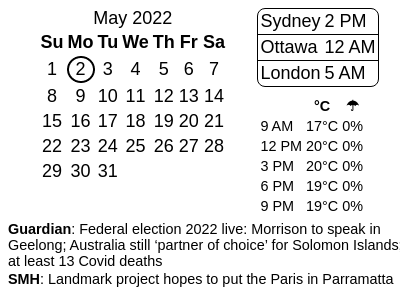 May 2022
Su Mo Tu We Th Fr Sa
1 2 3 4 5 6 7
8 9 10 11 12 13 14
15 16 17 18 19 20 21
22 23 24 25 26 27 28
29 30 31
Sydney 2 PM
Ottawa 12 AM
London 5 AM
°C ☂
9 AM 17°C 0%
12 PM 20°C 0%
3 PM 20°C 0%
6 PM 19°C 0%
9 PM 19°C 0%
Guardian: Federal election 2022 live: Morrison to speak in
Geelong; Australia still ‘partner of choice’ for Solomon Islands;
at least 13 Covid deaths
SMH: Landmark project hopes to put the Paris in Parramatta